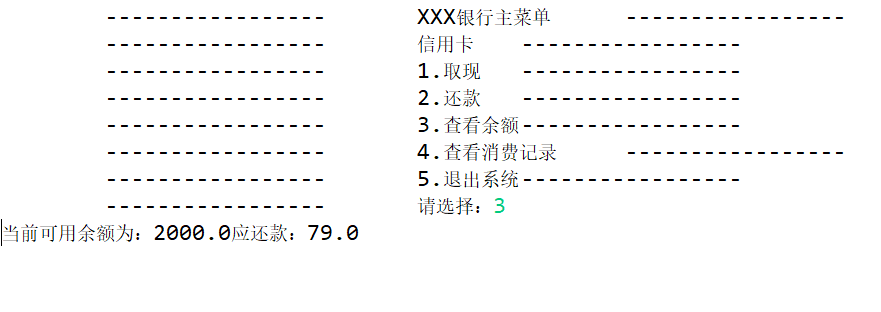 ----------------- XXX银行主菜单 -----------------
----------------- 信用卡 -----------------
----------------- 1.取现 -----------------
----------------- 2.还款 -----------------
----------------- 3.查看余额-----------------
----------------- 4.查看消费记录 -----------------
----------------- 5.退出系统-----------------
----------------- 请选择：3
当前可用余额为：2000.0应还款：79.0